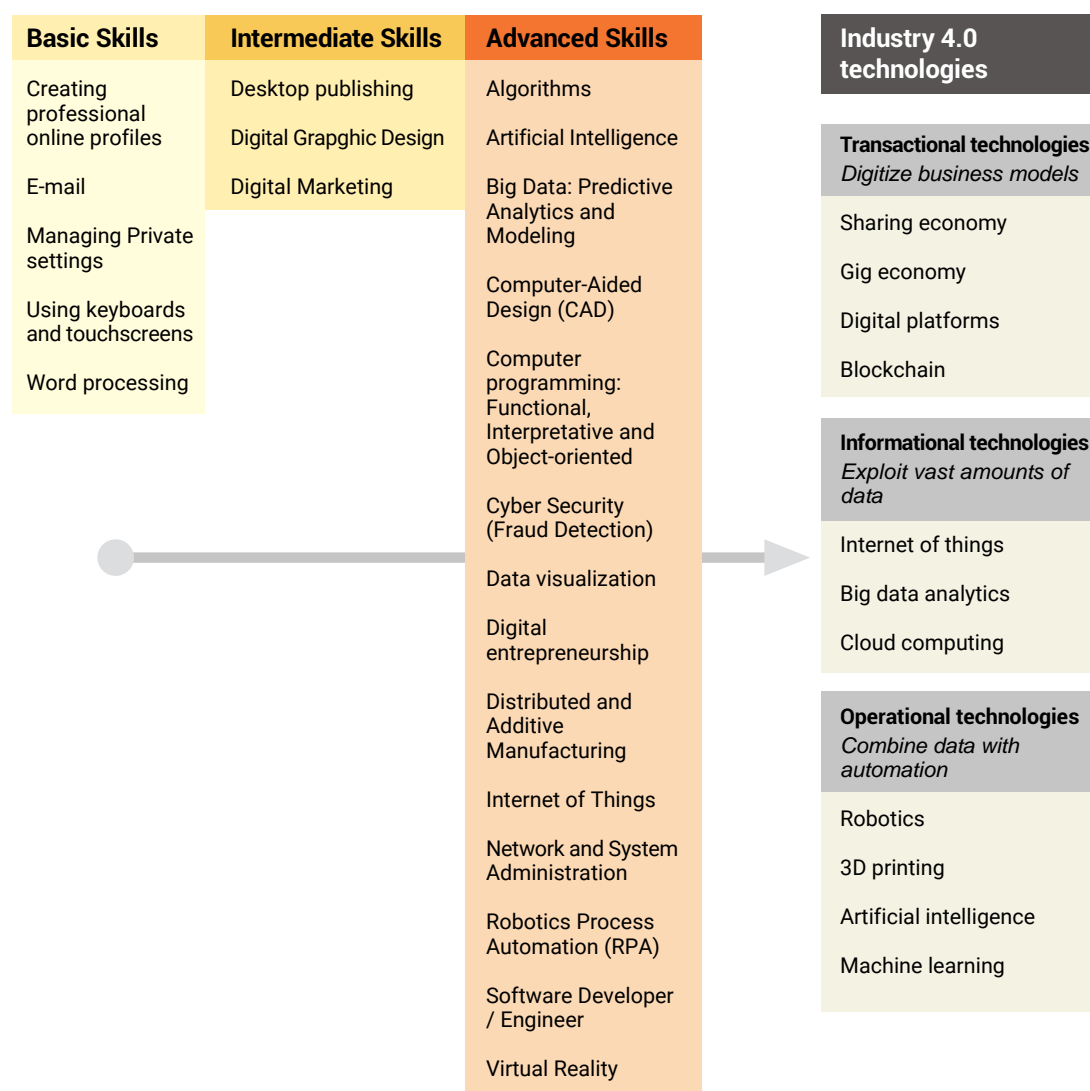 Basic Skills
Creating
professional
online profiles
E-mail
Managing Private
settings
Using keyboards
and touchscreens
Word processing
Intermediate Skills
Desktop publishing
Digital Grapghic Design
Digital Marketing
Advanced Skills
Algorithms
Artificial Intelligence
Big Data: Predictive
Analytics and
Modeling
Computer-Aided
Design (CAD)
Computer
programming:
Functional,
Interpretative and
Object-oriented
Cyber Security
(Fraud Detection)
Data visualization
Digital
entrepreneurship
Distributed and
Additive
Manufacturing
Internet of Things
Network and System
Administration
Robotics Process
Automation (RPA)
Software Developer
/ Engineer
Virtual Reality
Industry 4.0
technologies
Transactional technologies
Digitize business models
Sharing economy
Gig economy
Digital platforms
Blockchain
Informational technologies
Exploit vast amounts of
data
Internet of things
Big data analytics
Cloud computing
Operational technologies
Combine data with
automation
Robotics
3D printing
Artificial intelligence
Machine learning